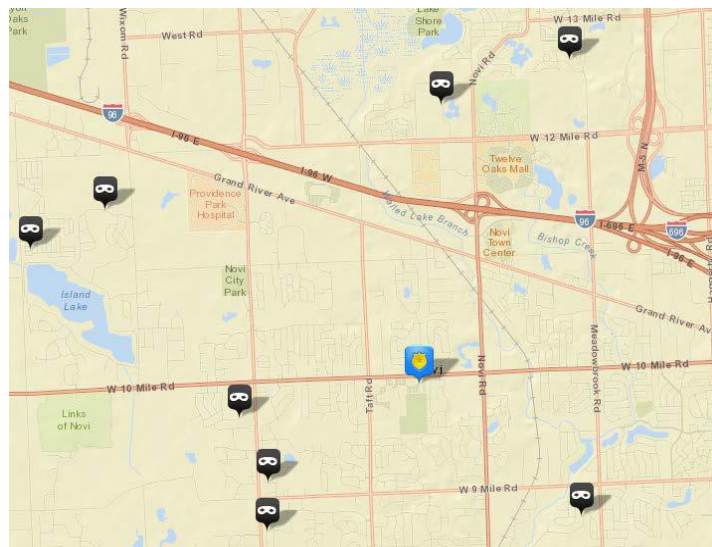 Lyon
Oaks
Park
Wixom Rd
West Rd
Lake
Shore
Park
W 13 Mile Rd
Novi Rd
96
I-96 E
W 12 Mile Rd
M-5 N
I-96 W
Twelve
Oaks Mall
Grand River Ave
Providence
Park
Hospital
Walled Lake Branch
96
I-696 E
696
Novi
Town
Center
Bishop Creek
I-96 E
Novi
City
Park
Island
Lake
Grand River Ave
Meadowbrook Rd
W 10 Mile Rd
vi
Novi Rd
W 10 Mile Rd
Taft Rd
Links
of Novi
W 9 Mile Rd